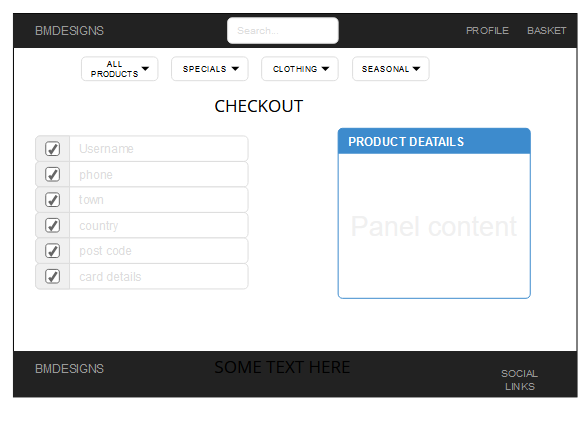 BMDESIGNS
Search...
PROFILE
BASKET
ALL
PRODUCTS
SPECIALS
CLOTHING
SEASONAL
CHECKOUT
Username
phone
town
country
post code
card details
PRODUCT DEATAILS
Panel content
BMDESIGNS
SOME TEXT HERE
SOCIAL
LINKS